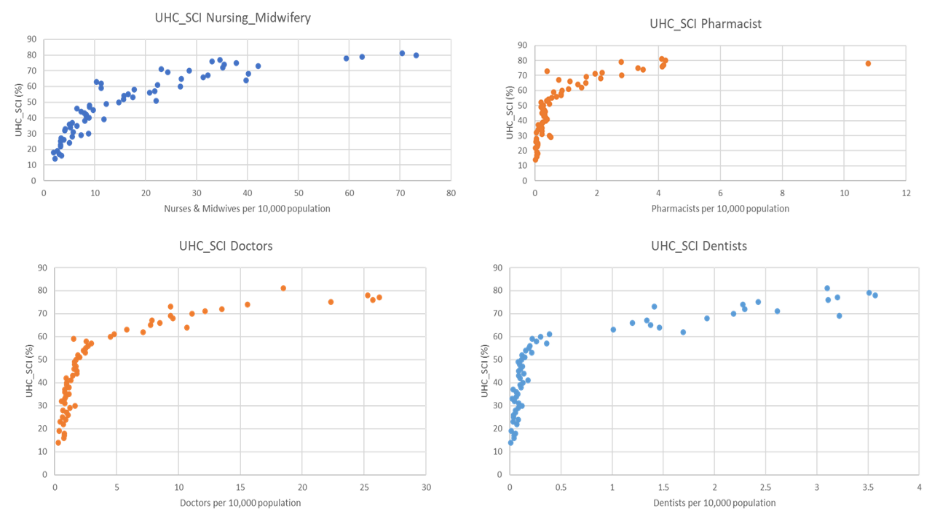 UHC_SCI Nursing_Midwifery
UHC_SCI (%)
90
80
70
60
50
40
30
20
10
0
0 10 20 30 40 50 60 70 80
Nurses & Midwives per 10,000 population
UHC_SCI Pharmacist
UHC_SCI (%)
90
80
70
60
50
40
30
20
10
0
0 2 4 6 8 10 12
Pharmacists per 10,000 population
UHC_SCI Doctors
UHC_SCI (%)
90
80
70
60
50
40
30
20
10
0
0 5 10 15 20 25 30
Doctors per 10,000 population
UHC_SCI Dentists
UHC_SCI (%)
90
80
70
60
50
40
30
20
10
0
0 0.5 1 1.5 2 2.5 3 3.5 4
Dentists per 10,000 population